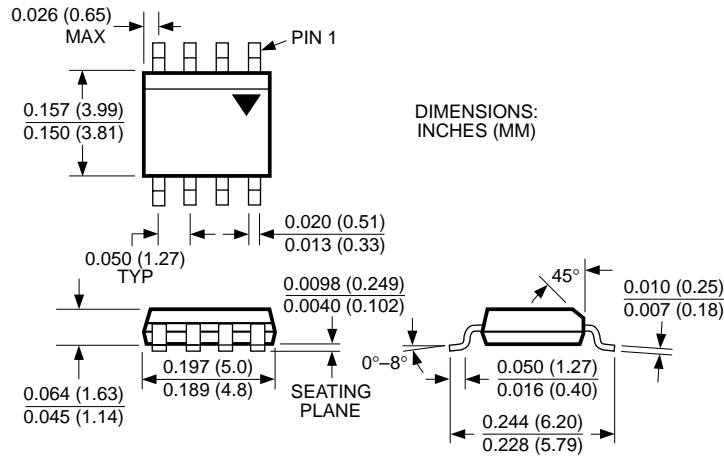 0.026 (0.65)
MAX
PIN 1
0.157 (3.99)
0.150 (3.81)
DIMENSIONS:
INCHES (MM)
0.050 (1.27)
TYP
0.020 (0.51)
0.013 (0.33)
0.0098 (0.249)
0.0040 (0.102)
45°
0.010 (0.25)
0.007 (0.18)
0.064 (1.63)
0.045 (1.14)
0.197 (5.0)
0.189 (4.8)
SEATING
PLANE
0°–8°
0.050 (1.27)
0.016 (0.40)
0.244 (6.20)
0.228 (5.79)